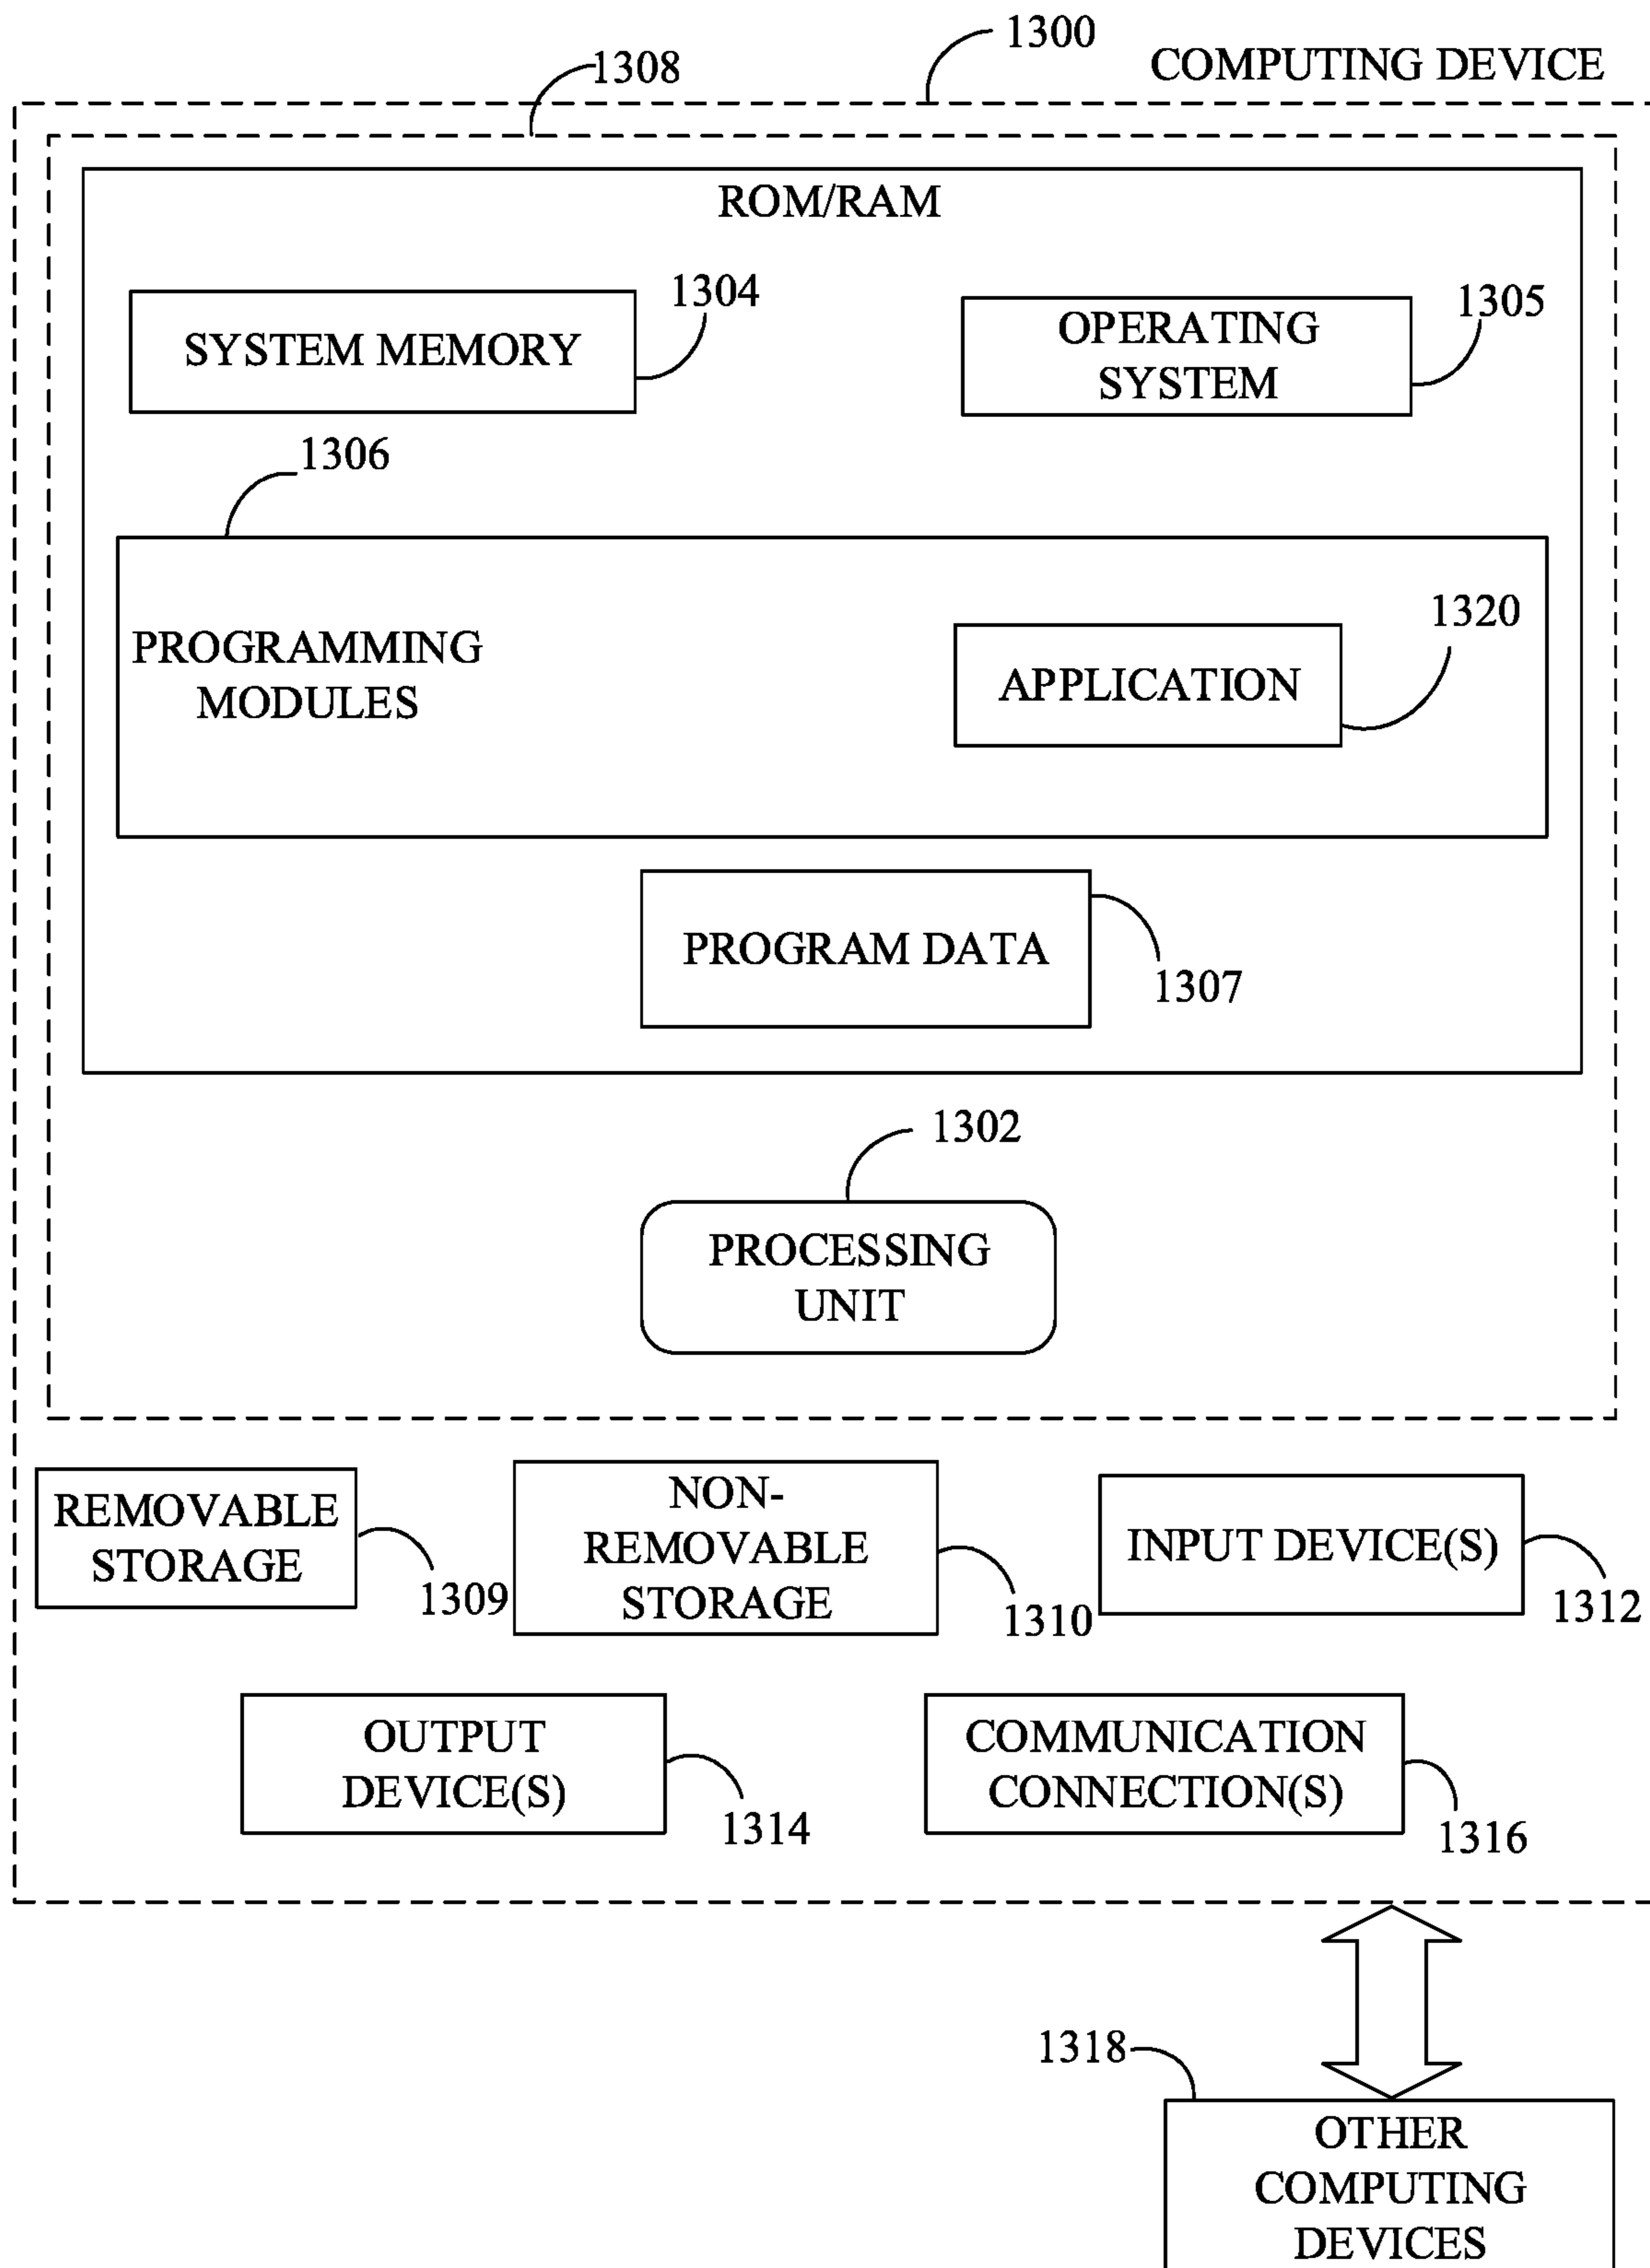 1300
COMPUTING DEVICE
1308
ROM/RAM
1304
SYSTEM MEMORY
1305
OPERATING
SYSTEM
1306
PROGRAMMING
MODULES
1320
APPLICATION
PROGRAM DATA
1307
1302
PROCESSING
UNIT
REMOVABLE
STORAGE
1309
NON-
REMOVABLE
STORAGE
1310
INPUT DEVICE(S)
1312
OUTPUT
DEVICE(S)
1314
COMMUNICATION
CONNECTION(S)
1316
1318
OTHER
COMPUTING
DEVICES